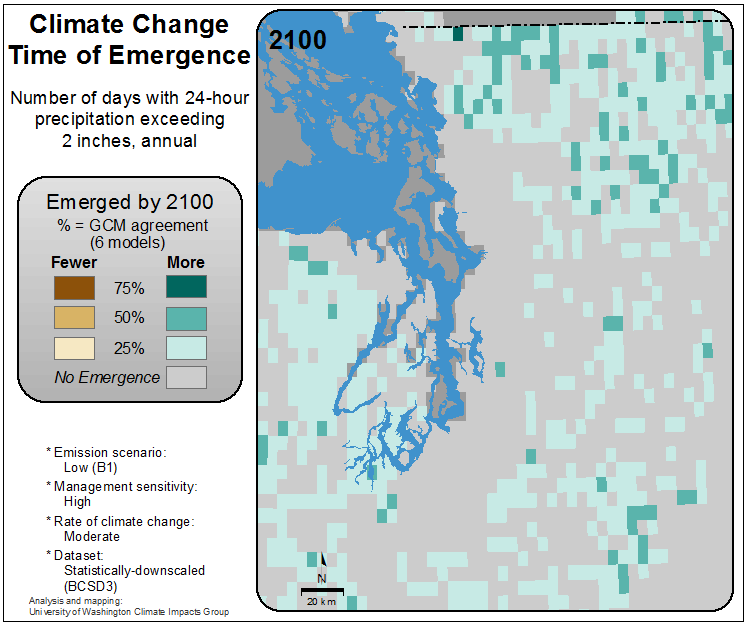 Climate Change
Time of Emergence
Number of days with 24-hour
precipitation exceeding
2 inches, annual
Emerged by 2100
% = GCM agreement
(6 models)
Fewer More
75%
50%
25%
No Emergence
* Emission scenario:
Low (B1)
* Management sensitivity:
High
* Rate of climate change:
Moderate
* Dataset:
Statistically-downscaled
(BCSD3)
Analysis and mapping:
University of Washington Climate Impacts Group
2100
N
20 km